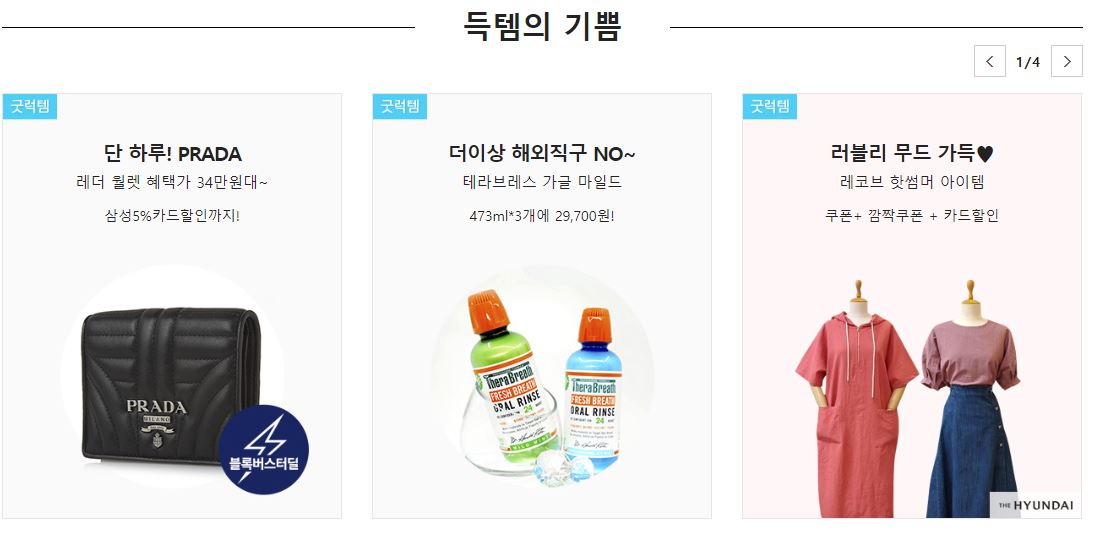 득템의 기쁨
1/4
굿럭템
단 하루! PRADA
레더 월렛 혜택가 34만원대~
삼성5%카드할인까지!
PRADA
MILANO
블록버스터딜
굿럭템
더이상 해외직구 NO~
테라브레스 가글 마일드
473ml*3개에 29,700원!
TheraBreath
FRESH BREATH
ORAL RINSE
24
MILD MINT
TheraBreath
FRESH BREATH
ORAL RINSE
24
굿럭템
러블리 무드 가득♥
레코브 핫썸머 아이템
쿠폰+ 깜짝쿠폰 + 카드할인
THE HYUNDAI